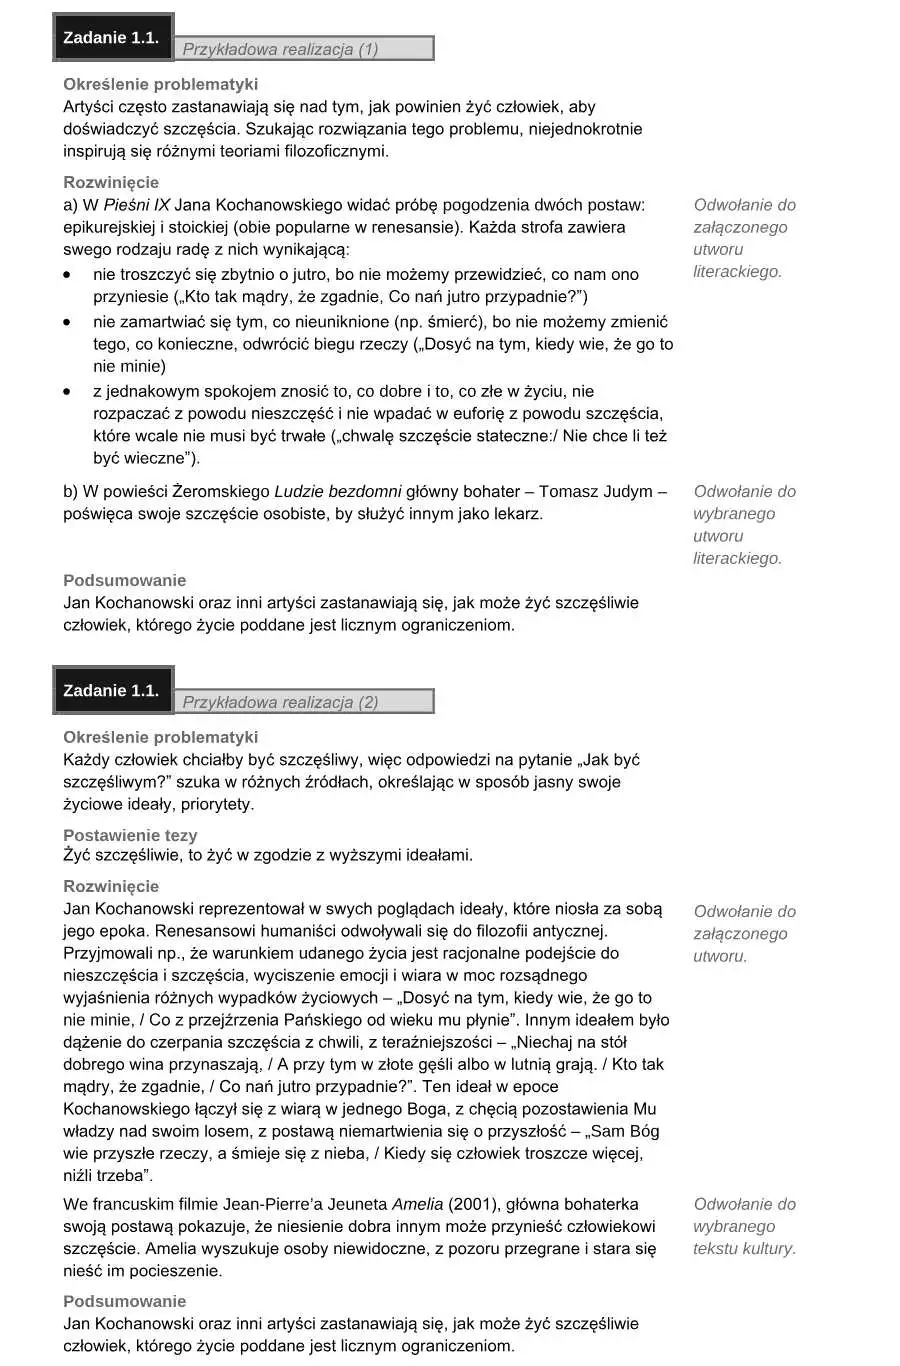 Zadanie 1.1.
Przykładowa realizacja (1)
Określenie problematyki
Artyści często zastanawiają się nad tym, jak powinien żyć człowiek, aby
doświadczyć szczęścia. Szukając rozwiązania tego problemu, niejednokrotnie
inspirują się różnymi teoriami filozoficznymi.
Rozwinięcie
a) W Pieśni IX Jana Kochanowskiego widać próbę pogodzenia dwóch postaw:
epikurejskiej i stoickiej (obie popularne w renesansie). Każda strofa zawiera
swego rodzaju radę z nich wynikającą:
Odwołanie do
załączonego
utworu
literackiego.
• nie troszczyć się zbytnio o jutro, bo nie możemy przewidzieć, co nam ono
przyniesie („Kto tak mądry, że zgadnie, Co nań jutro przypadnie?”)
• nie zamartwiać się tym, co nieuniknione (np. śmierć), bo nie możemy zmienić
tego, co konieczne, odwrócić biegu rzeczy („Dosyć na tym, kiedy wie, że go to
nie minie)
• z jednakowym spokojem znosić to, co dobre i to, co złe w życiu, nie
rozpaczać z powodu nieszczęść i nie wpadać w euforię z powodu szczęścia,
które wcale nie musi być trwałe („chwalę szczęście stateczne:/ Nie chce li też
być wieczne”).
b) W powieści Żeromskiego Ludzie bezdomni główny bohater – Tomasz Judym –
poświęca swoje szczęście osobiste, by służyć innym jako lekarz.
Odwołanie do
wybranego
utworu
literackiego.
Podsumowanie
Jan Kochanowski oraz inni artyści zastanawiają się, jak może żyć szczęśliwie
człowiek, którego życie poddane jest licznym ograniczeniom.
Zadanie 1.1.
Przykładowa realizacja (2)
Określenie problematyki
Każdy człowiek chciałby być szczęśliwy, więc odpowiedzi na pytanie „Jak być
szczęśliwym?” szuka w różnych źródłach, określając w sposób jasny swoje
życiowe ideały, priorytety.
Postawienie tezy
Żyć szczęśliwie, to żyć w zgodzie z wyższymi ideałami.
Rozwinięcie
Jan Kochanowski reprezentował w swych poglądach ideały, które niosła za sobą
jego epoka. Renesansowi humaniści odwoływali się do filozofii antycznej.
Przyjmowali np., że warunkiem udanego życia jest racjonalne podejście do
nieszczęścia i szczęścia, wyciszenie emocji i wiara w moc rozsądnego
wyjaśnienia różnych wypadków życiowych – „Dosyć na tym, kiedy wie, że go to
nie minie, / Co z przejźrzenia Pańskiego od wieku mu płynie”. Innym ideałem było
dążenie do czerpania szczęścia z chwili, z teraźniejszości – „Niechaj na stół
dobrego wina przynaszają, / A przy tym w złote gęśli albo w lutnią grają. / Kto tak
mądry, że zgadnie, / Co nań jutro przypadnie?”. Ten ideał w epoce
Kochanowskiego łączył się z wiarą w jednego Boga, z chęcią pozostawienia Mu
władzy nad swoim losem, z postawą niemartwienia się o przyszłość – „Sam Bóg
wie przyszłe rzeczy, a śmieje się z nieba, / Kiedy się człowiek troszcze więcej,
niźli trzeba”.
Odwołanie do
załączonego
utworu.
We francuskim filmie Jean-Pierre’a Jeuneta Amelia (2001), główna bohaterka
swoją postawą pokazuje, że niesienie dobra innym może przynieść człowiekowi
szczęście. Amelia wyszukuje osoby niewidoczne, z pozoru przegrane i stara się
nieść im pocieszenie.
Odwołanie do
wybranego
tekstu kultury.
Podsumowanie
Jan Kochanowski oraz inni artyści zastanawiają się, jak może żyć szczęśliwie
człowiek, którego życie poddane jest licznym ograniczeniom.